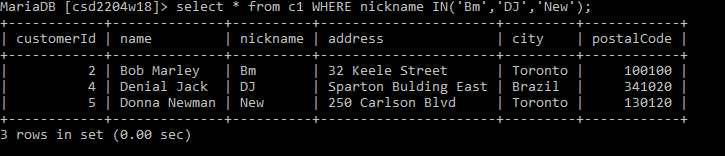 MariaDB [csd2204w18]> select * from c1 WHERE nickname IN('Bm','DJ','New');
+------------+--------------+----------+-----------------------+---------+------------+
| customerId | name         | nickname | address               | city    | postalCode |
+------------+--------------+----------+-----------------------+---------+------------+
|          2 | Bob Marley   | Bm       | 32 Keele Street       | Toronto |     100100 |
|          4 | Denial Jack  | DJ       | Sparton Bulding East  | Brazil  |     341020 |
|          5 | Donna Newman | New      | 250 Carlson Blvd      | Toronto |     130120 |
+------------+--------------+----------+-----------------------+---------+------------+
3 rows in set (0.00 sec)